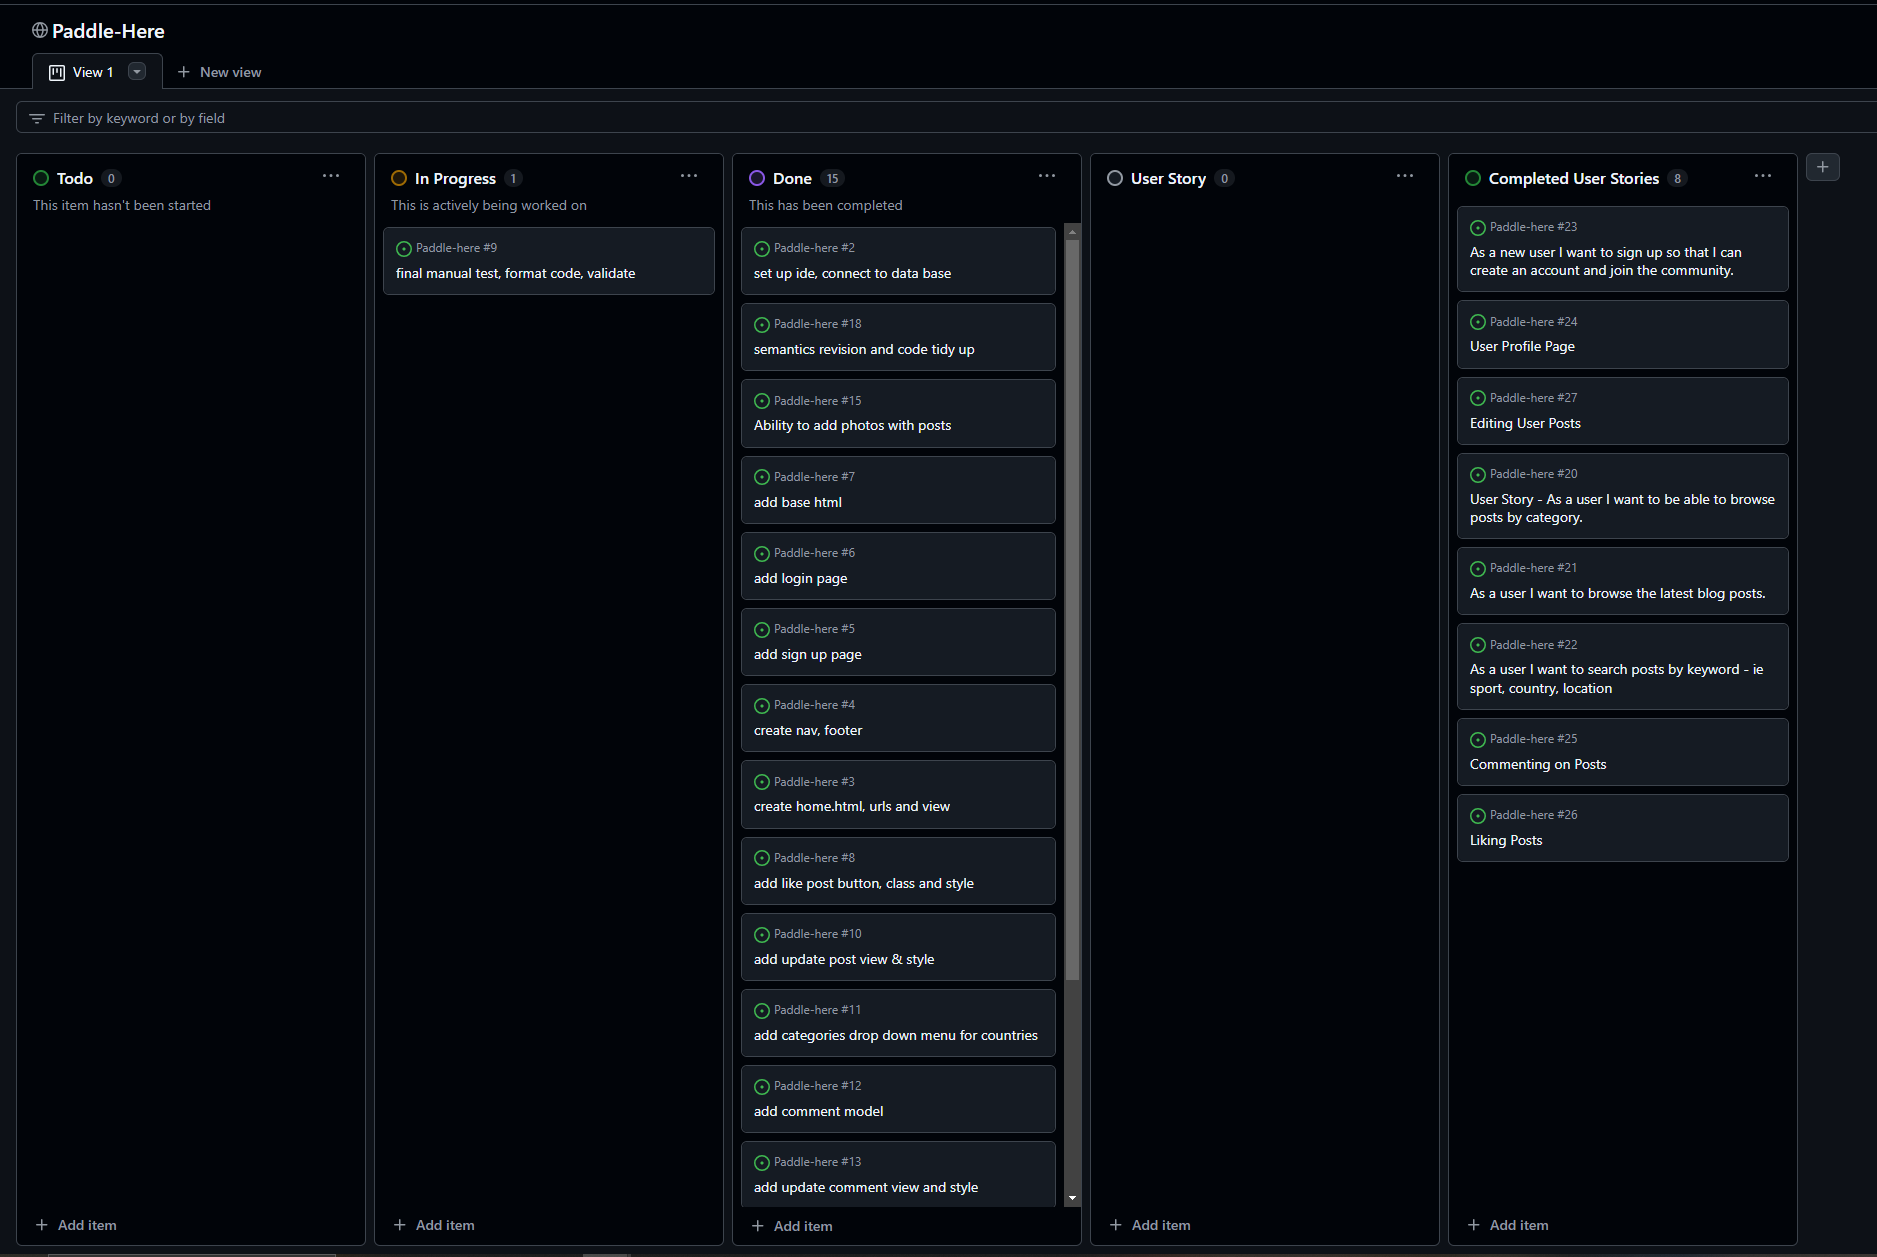 Paddle-Here
View 1
New view
Filter by keyword or by field
Todo 0
This item hasn't been started
Add item
In Progress 1
This is actively being worked on
Paddle-here #9
final manual test, format code, validate
Add item
Done 15
This has been completed
Paddle-here #2
set up ide, connect to data base
Paddle-here #18
semantics revision and code tidy up
Paddle-here #15
Ability to add photos with posts
Paddle-here #7
add base html
Paddle-here #6
add login page
Paddle-here #5
add sign up page
Paddle-here #4
create nav, footer
Paddle-here #3
create home.html, urls and view
Paddle-here #8
add like post button, class and style
Paddle-here #10
add update post view & style
Paddle-here #11
add categories drop down menu for countries
Paddle-here #12
add comment model
Paddle-here #13
add update comment view and style
Add item
User Story 0
Add item
Completed User Stories 8
Paddle-here #23
As a new user I want to sign up so that I can
create an account and join the community.
Paddle-here #24
User Profile Page
Paddle-here #27
Editing User Posts
Paddle-here #20
User Story - As a user I want to be able to browse
posts by category.
Paddle-here #21
As a user I want to browse the latest blog posts.
Paddle-here #22
As a user I want to search posts by keyword - ie
sport, country, location
Paddle-here #25
Commenting on Posts
Paddle-here #26
Liking Posts
Add item